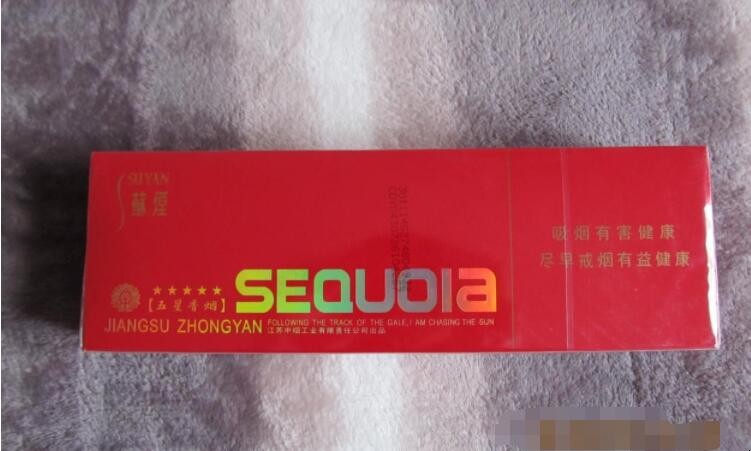 SUYAN
蘇煙
吸烟有害健康
尽早戒烟有益健康
★★★★★
【五星香烟】
SEQUOIA
JIANGSU ZHONGYAN
FOLLOWING THE TRACK OF THE GALE,I AM CHASING THE SUN
江苏中烟工业有限责任公司出品